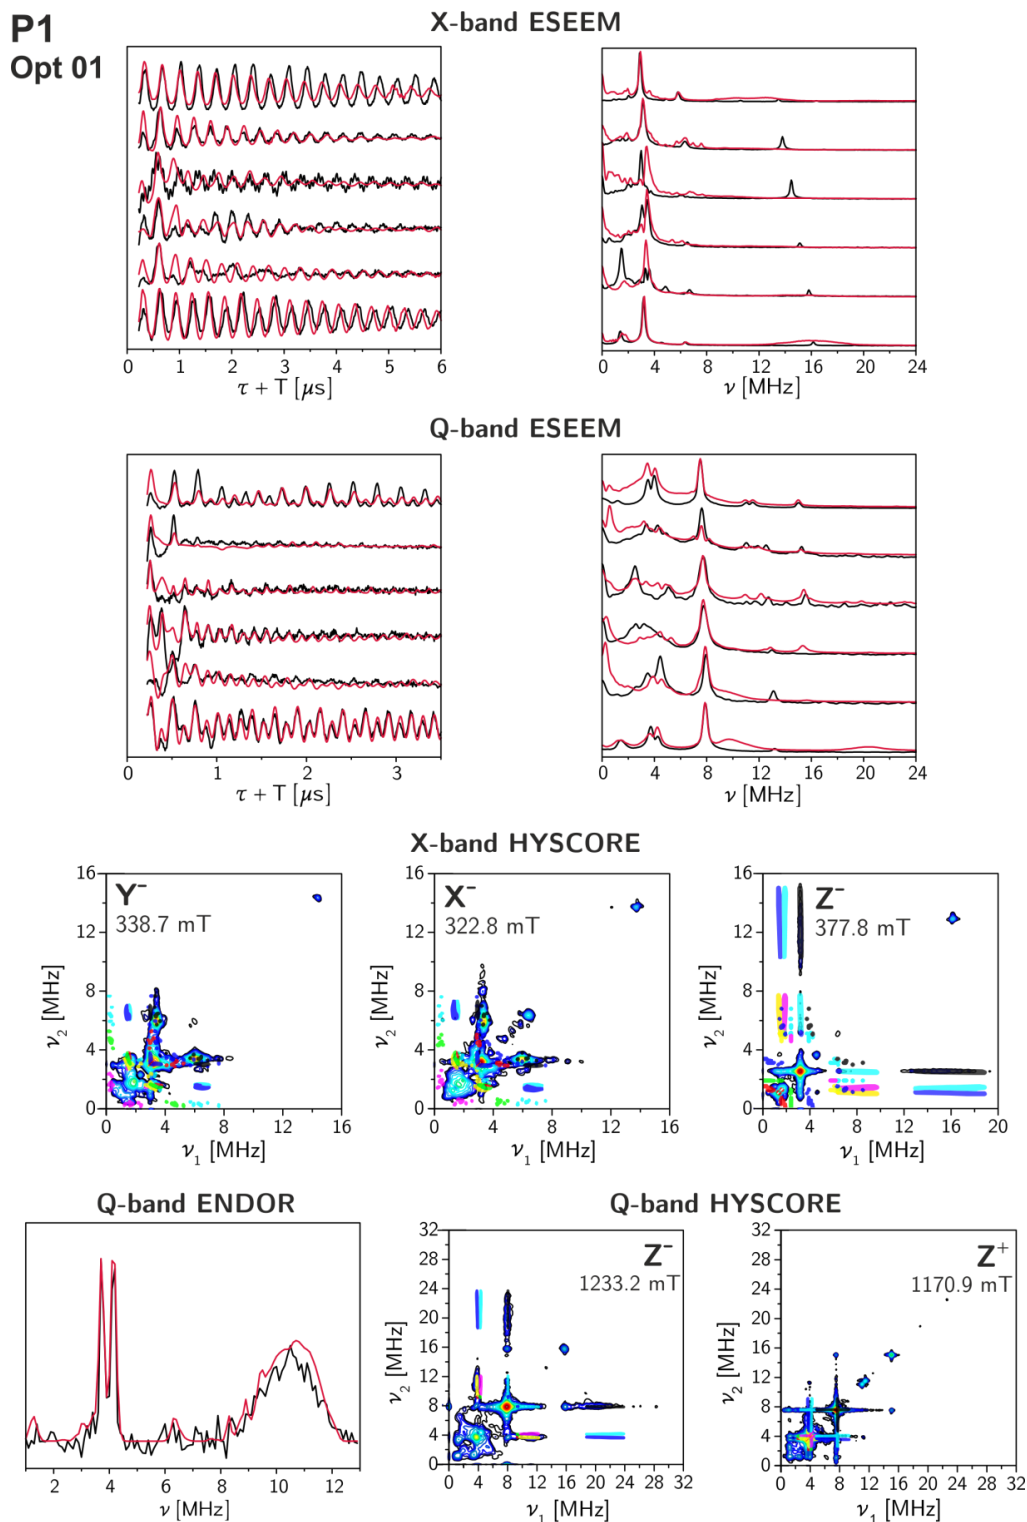 P1
Opt 01
X-band ESEEM
0 1 2 3 4 5 6
τ + T [μs]
0 4 8 12 16 20 24
ν [MHz]
Q-band ESEEM
0 1 2 3
τ + T [μs]
0 4 8 12 16 20 24
ν [MHz]
X-band HYSCORE
16
12
8
4
0
ν₂ [MHz]
Y⁻
338.7 mT
0 4 8 12 16
ν₁ [MHz]
16
12
8
4
0
ν₂ [MHz]
X⁻
322.8 mT
0 4 8 12 16
ν₁ [MHz]
16
12
8
4
0
ν₂ [MHz]
Z⁻
377.8 mT
0 4 8 12 16 20
ν₁ [MHz]
Q-band ENDOR
2 4 6 8 10 12
ν [MHz]
Q-band HYSCORE
32
28
24
20
16
12
8
4
0
ν₂ [MHz]
Z⁻
1233.2 mT
0 4 8 12 16 20 24 28 32
ν₁ [MHz]
32
28
24
20
16
12
8
4
0
ν₂ [MHz]
Z⁺
1170.9 mT
0 4 8 12 16 20 24 28 32
ν₁ [MHz]